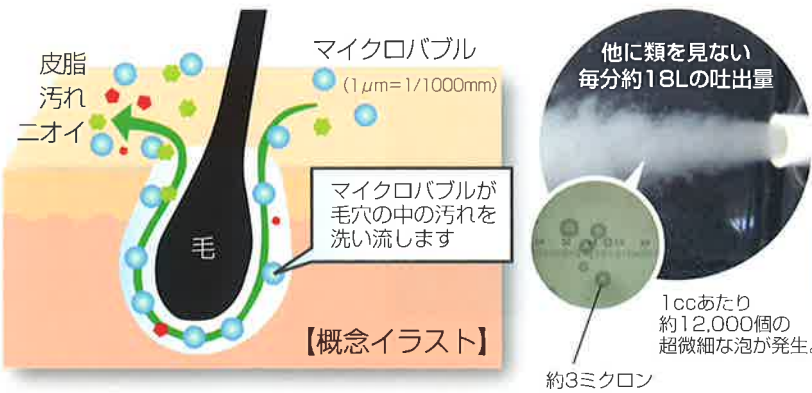 皮脂
汚れ
ニオイ
マイクロバブル
(1μm=1/1000mm)
マイクロバブルが
毛穴の中の汚れを
洗い流します
毛
【概念イラスト】
他に類を見ない
毎分約18Lの吐出量
1ccあたり
約12,000個の
超微細な泡が発生。
約3ミクロン